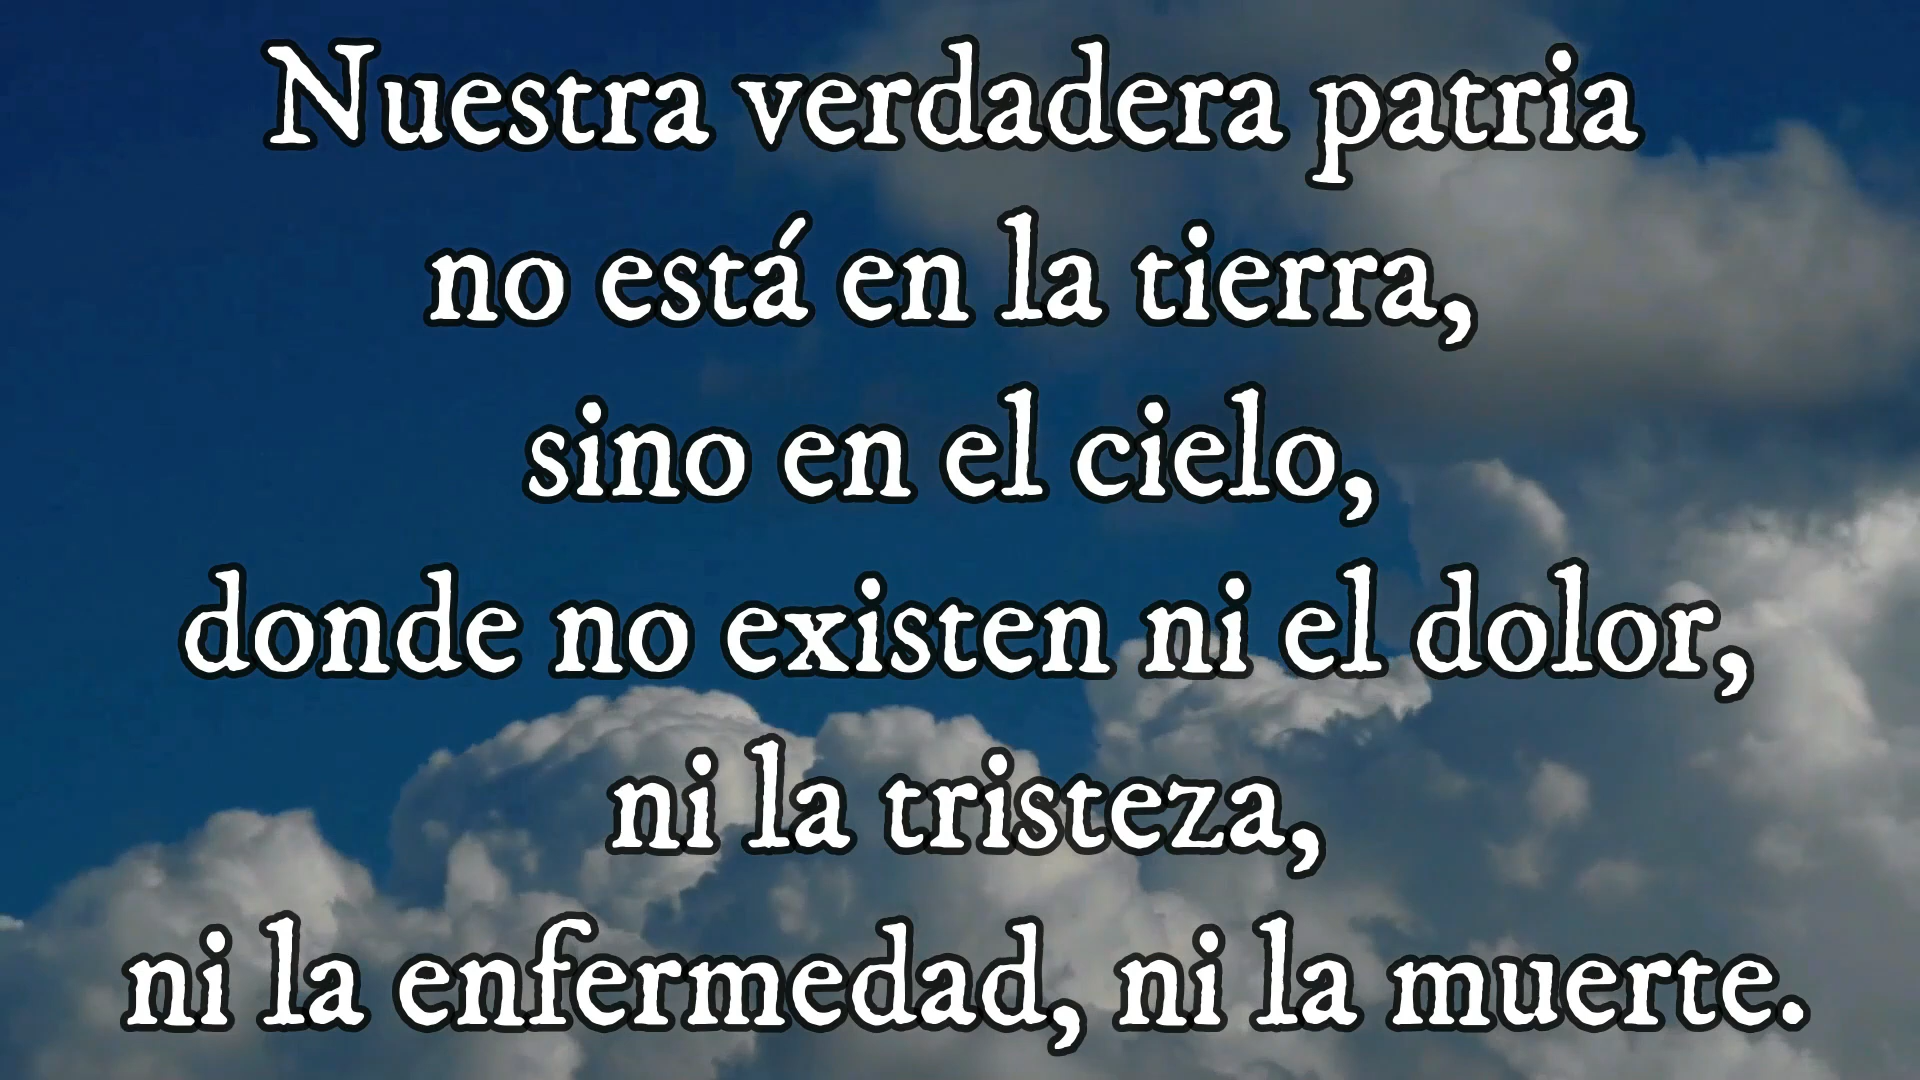 Nuestra verdadera patria
no está en la tierra,
sino en el cielo,
donde no existen ni el dolor,
ni la tristeza,
ni la enfermedad, ni la muerte.